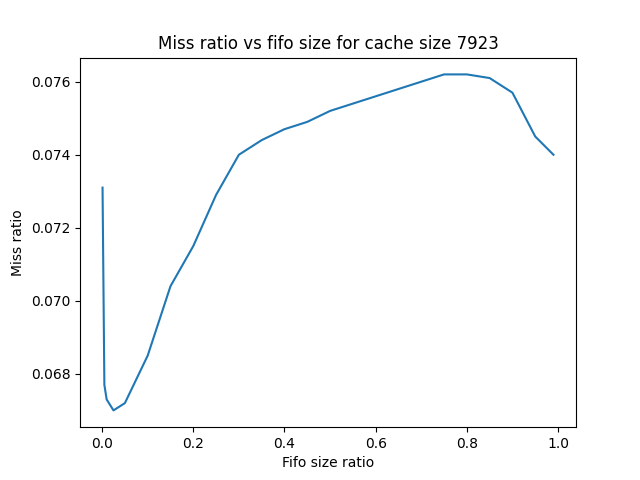 Miss ratio vs fifo size for cache size 7923
0.076
0.074
0.072
0.070
0.068
Miss ratio
0.0 0.2 0.4 0.6 0.8 1.0
Fifo size ratio